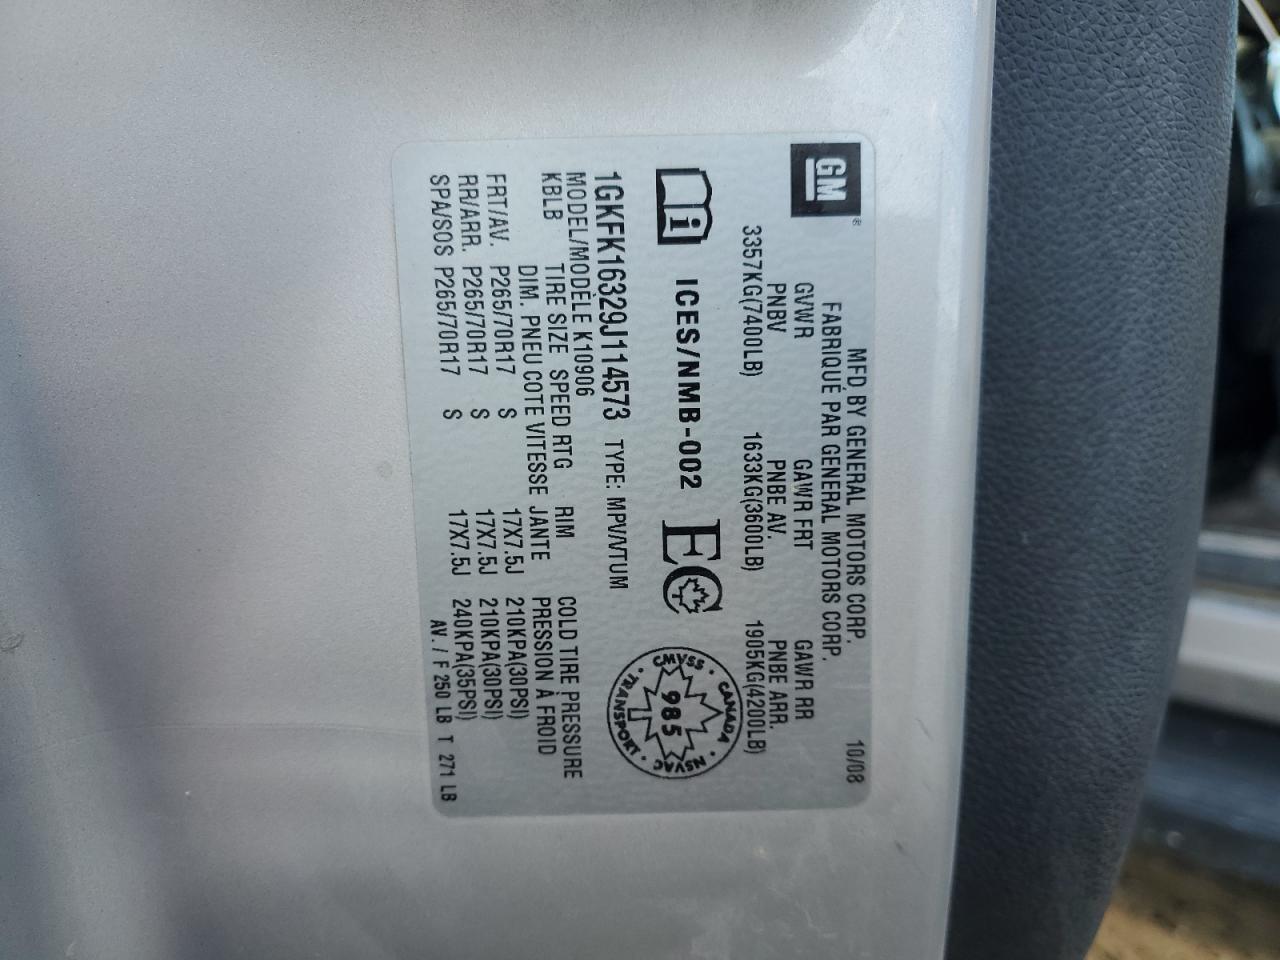 GM®
MFD BY GENERAL MOTORS CORP. 10/08
FABRIQUÉ PAR GENERAL MOTORS CORP.
GVWR GAWR FRT GAWR RR
PNBV PNBE AV. PNBE ARR.
3357KG(7400LB) 1633KG(3600LB) 1905KG(4200LB)
i ICES/NMB-002 EC
CANADA · NSVAC · TRANSPORT · CMVSS ·
985
1GKFK16329J114573 TYPE: MPV/VTUM
MODEL/MODÈLE K10906
KBLB TIRE SIZE SPEED RTG RIM COLD TIRE PRESSURE
DIM. PNEU COTE VITESSE JANTE PRESSION À FROID
FRT/AV. P265/70R17 S 17X7.5J 210KPA(30PSI)
RR/ARR. P265/70R17 S 17X7.5J 210KPA(30PSI)
SPA/SOS P265/70R17 S 17X7.5J 240KPA(35PSI)
AV. / F 250 LB T 271 LB